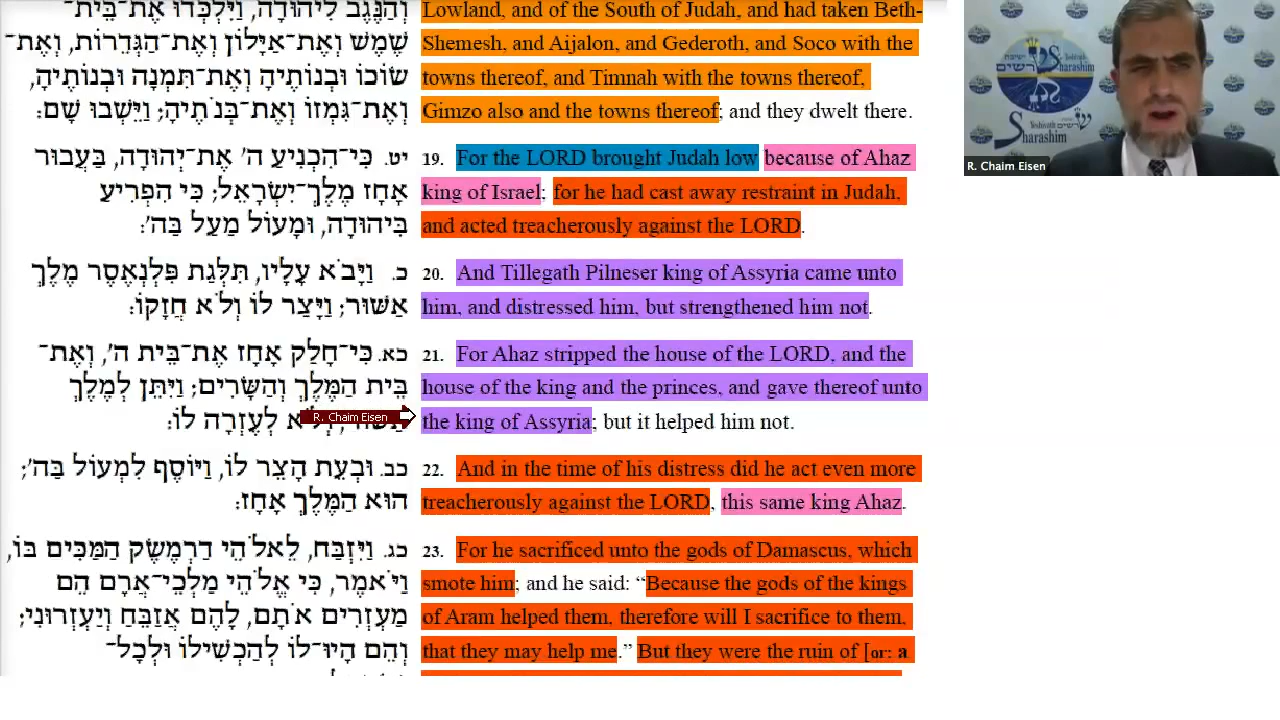 וְהַנֶּגֶב לִיהוּדָה, וַיִּלְכְּדוּ אֶת־בֵּית־
שֶׁמֶשׁ וְאֶת־אַיָּלוֹן וְאֶת־הַגְּדֵרוֹת, וְאֶת־
שׂוֹכוֹ וּבְנוֹתֶיהָ וְאֶת־תִּמְנָה וּבְנוֹתֶיהָ,
וְאֶת־גִּמְזוֹ וְאֶת־בְּנֹתֶיהָ; וַיֵּשְׁבוּ שָׁם:
יט. כִּי־הִכְנִיעַ ה' אֶת־יְהוּדָה, בַּעֲבוּר
אָחָז מֶלֶךְ־יִשְׂרָאֵל; כִּי הִפְרִיעַ
בִּיהוּדָה, וּמָעוֹל מַעַל בַּה':
כ. וַיָּבֹא עָלָיו, תִּלְּגַת פִּלְנְאֶסֶר מֶלֶךְ
אַשּׁוּר; וַיָּצַר לוֹ וְלֹא חֲזָקוֹ:
כא. כִּי־חָלַק אָחָז אֶת־בֵּית ה', וְאֶת־
בֵּית הַמֶּלֶךְ וְהַשָּׂרִים; וַיִּתֵּן לְמֶלֶךְ
לְעֶזְרָה לוֹ:
כב. וּבְעֵת הָצֵר לוֹ, וַיּוֹסֶף לִמְעוֹל בַּה';
הוּא הַמֶּלֶךְ אָחָז:
כג. וַיִּזְבַּח, לֵאלֹהֵי דַרְמֶשֶׂק הַמַּכִּים בּוֹ,
וַיֹּאמֶר, כִּי אֱלֹהֵי מַלְכֵי־אֲרָם הֵם
מַעְזְרִים אֹתָם, לָהֶם אֲזַבֵּחַ וְיַעְזְרוּנִי;
וְהֵם הָיוּ־לוֹ לְהַכְשִׁילוֹ וּלְכָל־
Lowland, and of the South of Judah, and had taken Beth-
Shemesh, and Aijalon, and Gederoth, and Soco with the
towns thereof, and Timnah with the towns thereof,
Gimzo also and the towns thereof; and they dwelt there.
19. For the LORD brought Judah low because of Ahaz
king of Israel; for he had cast away restraint in Judah,
and acted treacherously against the LORD.
20. And Tillegath Pilneser king of Assyria came unto
him, and distressed him, but strengthened him not.
21. For Ahaz stripped the house of the LORD, and the
house of the king and the princes, and gave thereof unto
the king of Assyria; but it helped him not.
22. And in the time of his distress did he act even more
treacherously against the LORD, this same king Ahaz.
23. For he sacrificed unto the gods of Damascus, which
smote him; and he said: “Because the gods of the kings
of Aram helped them, therefore will I sacrifice to them,
that they may help me.” But they were the ruin of [or: a
R. Chaim Eisen
ישיבת
שרשים
Sharashim
Yeshivath שרשים
Sharashim
R. Chaim Eisen